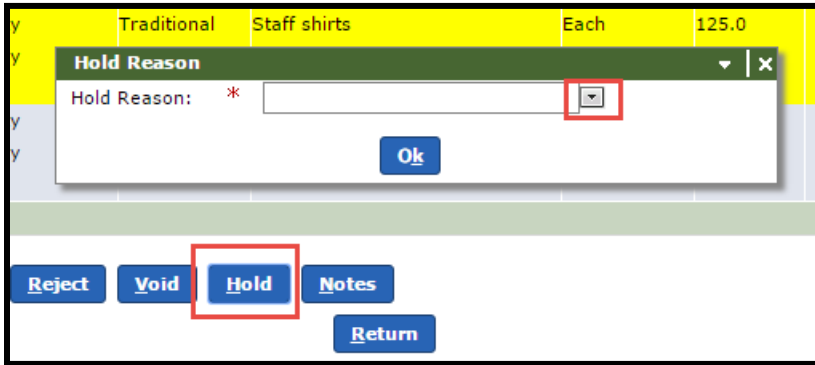 y Traditional Staff shirts Each 125.0
y
Hold Reason
Hold Reason: *
y
y
Ok
Reject Void Hold Notes
Return